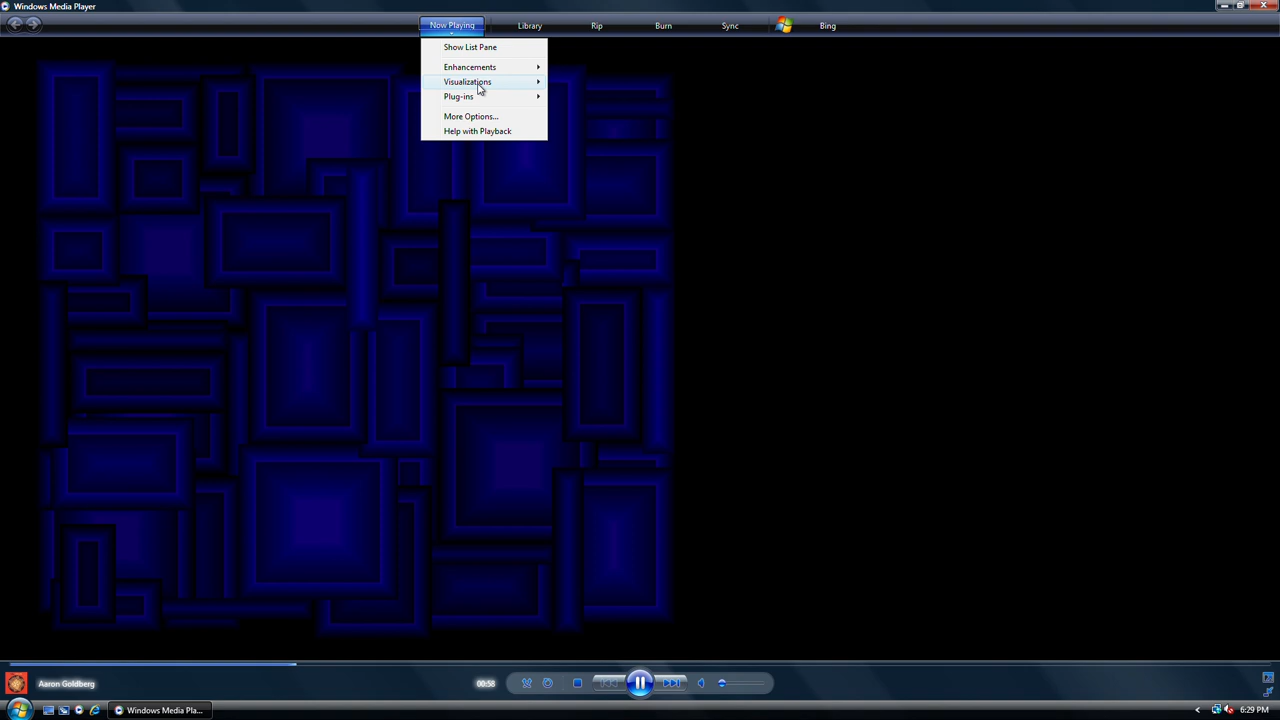 Windows Media Player
Now Playing
Library
Rip
Burn
Sync
Bing
Show List Pane
Enhancements
Visualizations
Plug-ins
More Options...
Help with Playback
Aaron Goldberg
00:58
Windows Media Pla...
6:29 PM